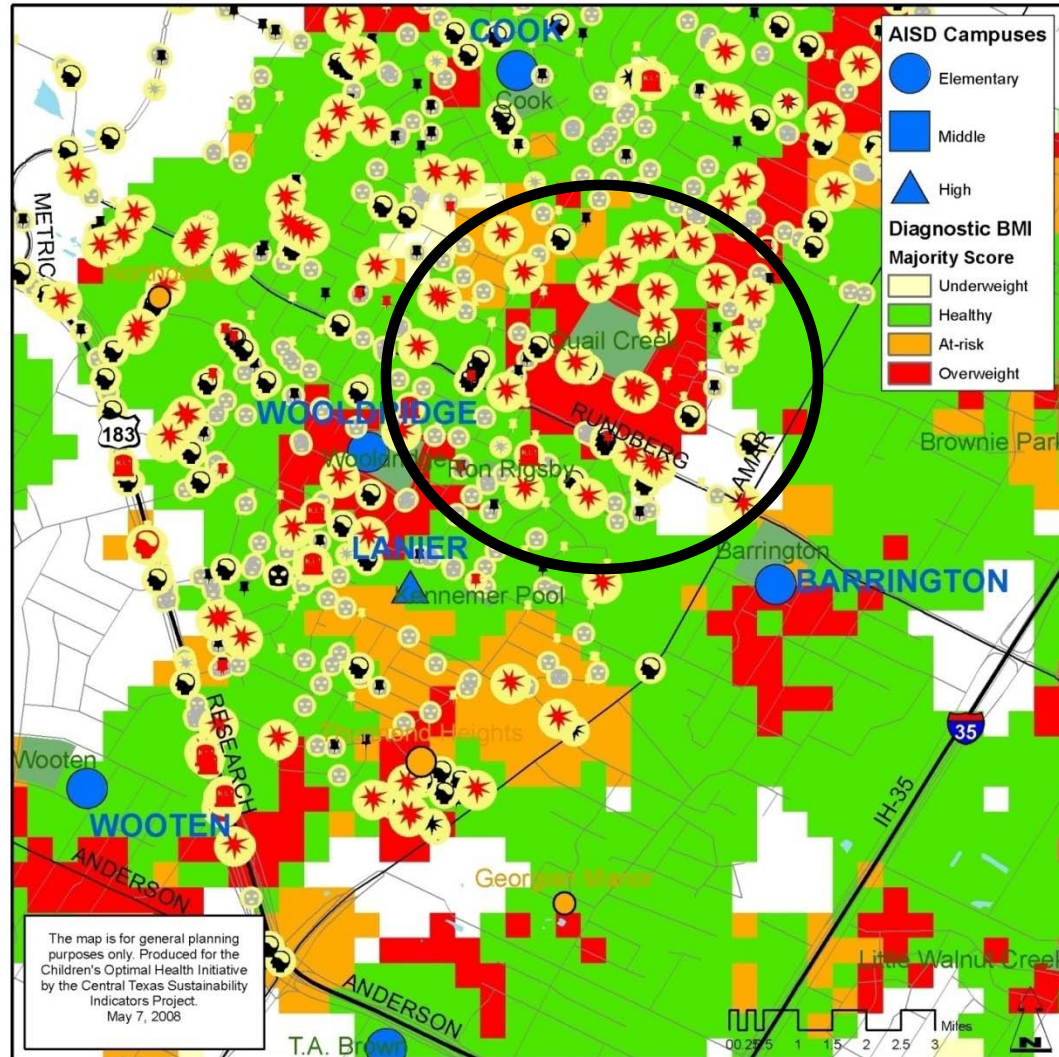 COOK
Cook
AISD Campuses
Elementary
Middle
High
Diagnostic BMI
Majority Score
Underweight
Healthy
At-risk
Overweight
METRIC
Quail Creek
183
WOOLDRIDGE
Wooldridge
RUNDBERG
Ron Rigsby
LAMAR
Brownie Park
LANIER
Kennemer Pool
Barrington
BARRINGTON
RESEARCH
Heights
35
IH-35
Wooten
WOOTEN
ANDERSON
Georgian Manor
The map is for general planning
purposes only. Produced for the
Children's Optimal Health Initiative
by the Central Texas Sustainability
Indicators Project.
May 7, 2008
ANDERSON
Little Walnut Creek
T.A. Brown
1 1.5 2 2.5 3
Miles
N